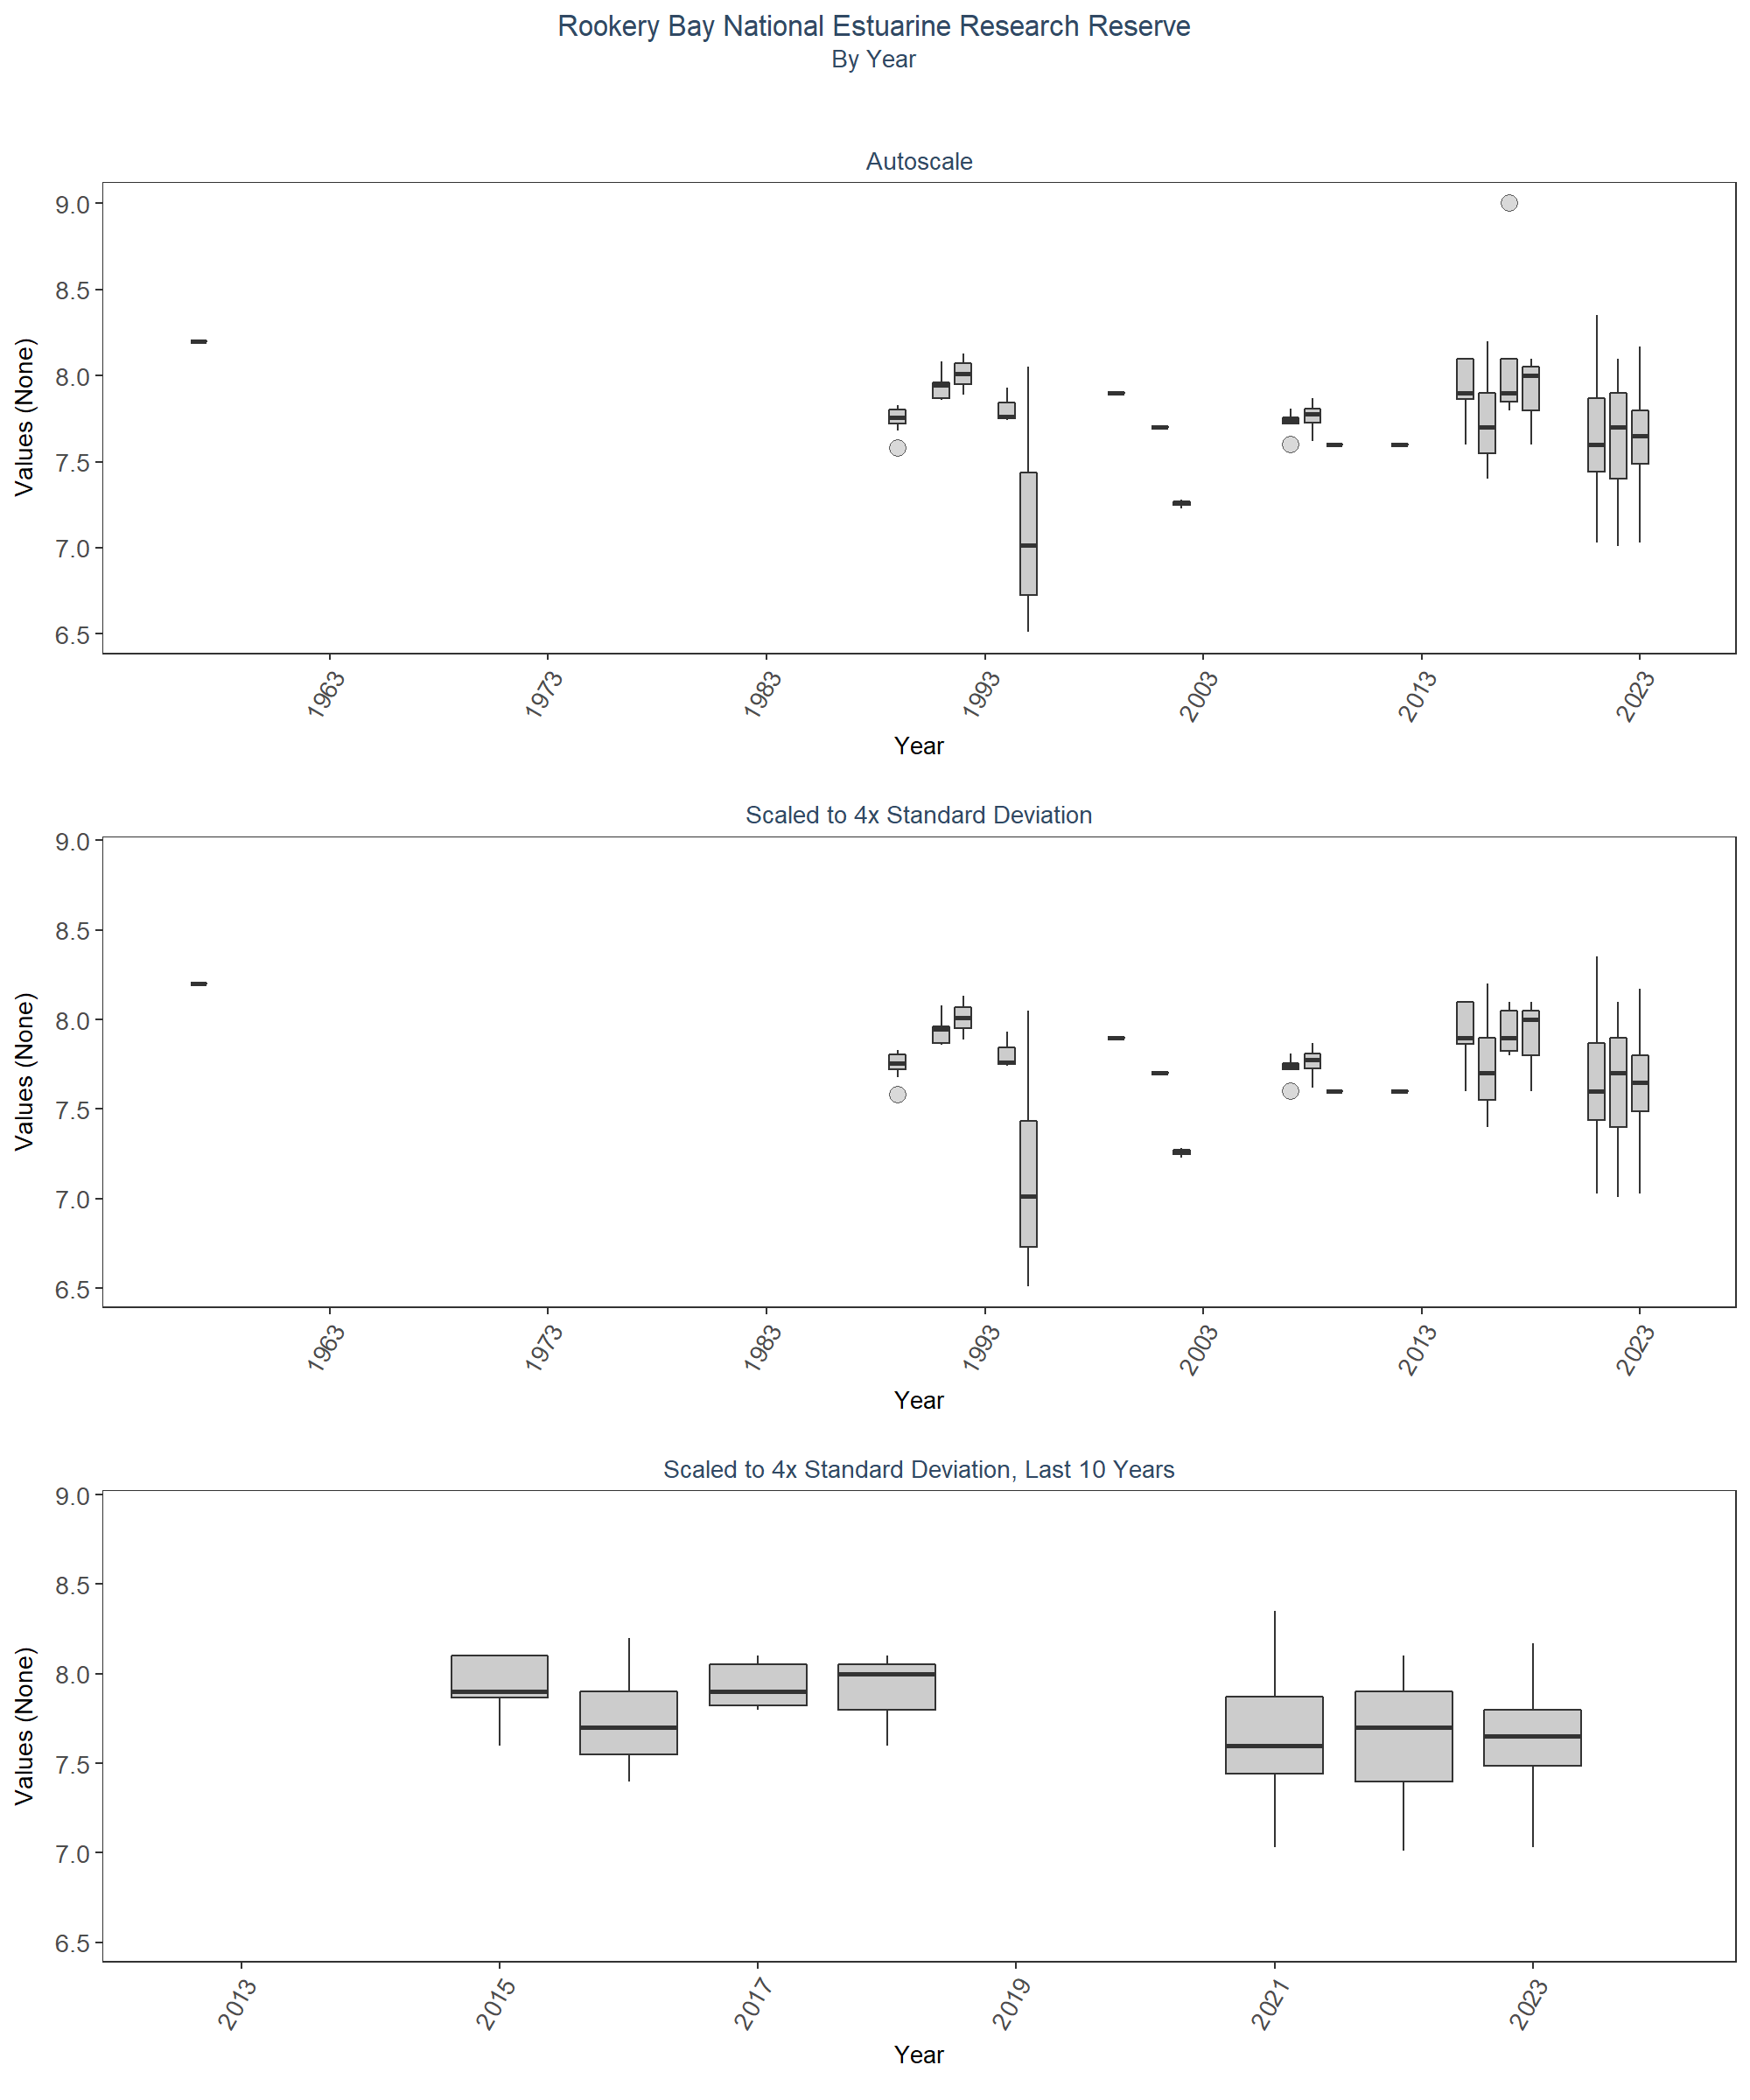 Rookery Bay National Estuarine Research Reserve
By Year
Autoscale
Values (None)
9.0
8.5
8.0
7.5
7.0
6.5
1963 1973 1983 1993 2003 2013 2023
Year
Scaled to 4x Standard Deviation
Values (None)
9.0
8.5
8.0
7.5
7.0
6.5
1963 1973 1983 1993 2003 2013 2023
Year
Scaled to 4x Standard Deviation, Last 10 Years
Values (None)
9.0
8.5
8.0
7.5
7.0
6.5
2013 2015 2017 2019 2021 2023
Year